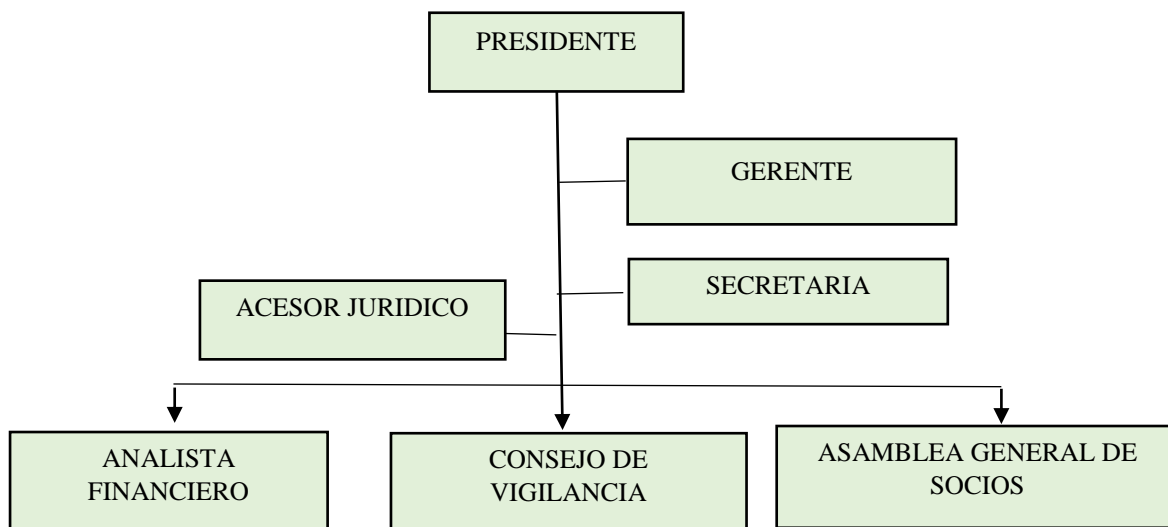 PRESIDENTE
GERENTE
SECRETARIA
ACESOR JURIDICO
ANALISTA
FINANCIERO
CONSEJO DE
VIGILANCIA
ASAMBLEA GENERAL DE
SOCIOS